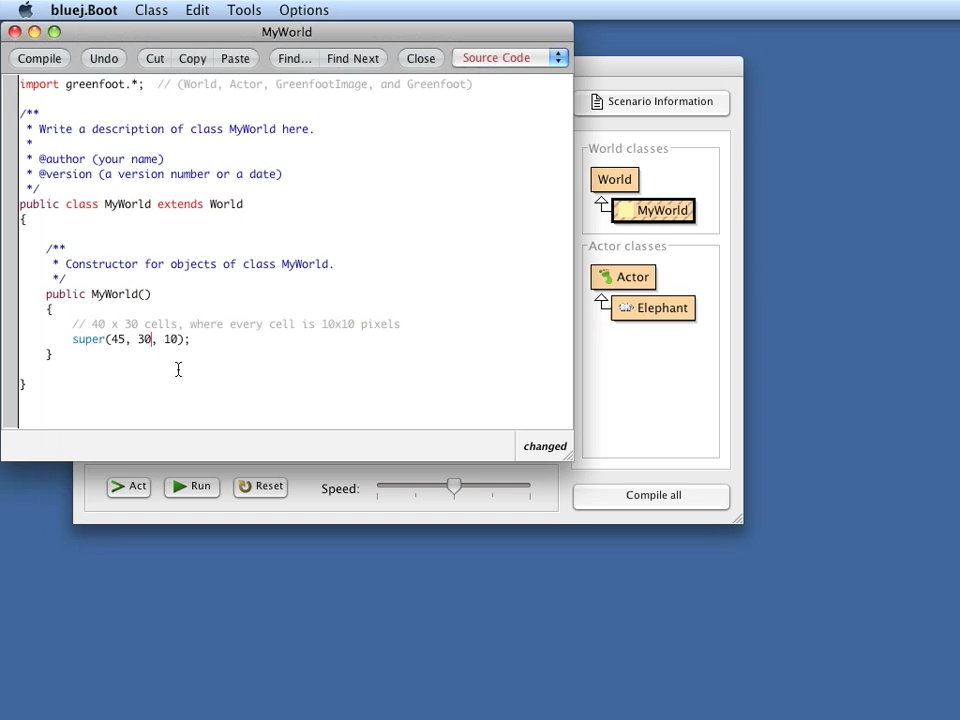 bluej.Boot Class Edit Tools Options
MyWorld
Compile Undo Cut Copy Paste Find... Find Next Close Source Code
import greenfoot.*;  // (World, Actor, GreenfootImage, and Greenfoot)
/**
 * Write a description of class MyWorld here.
 *
 * @author (your name)
 * @version (a version number or a date)
 */
public class MyWorld extends World
{
    /**
     * Constructor for objects of class MyWorld.
     */
    public MyWorld()
    {
        // 40 x 30 cells, where every cell is 10x10 pixels
        super(45, 30, 10);
    }
}
changed
Scenario Information
World classes
World
MyWorld
Actor classes
Actor
Elephant
Act Run Reset Speed:
Compile all